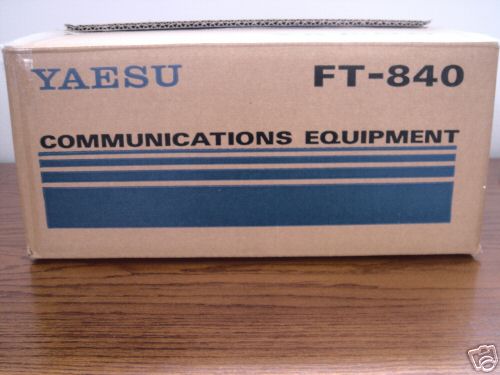 YAESU FT-840
COMMUNICATIONS EQUIPMENT